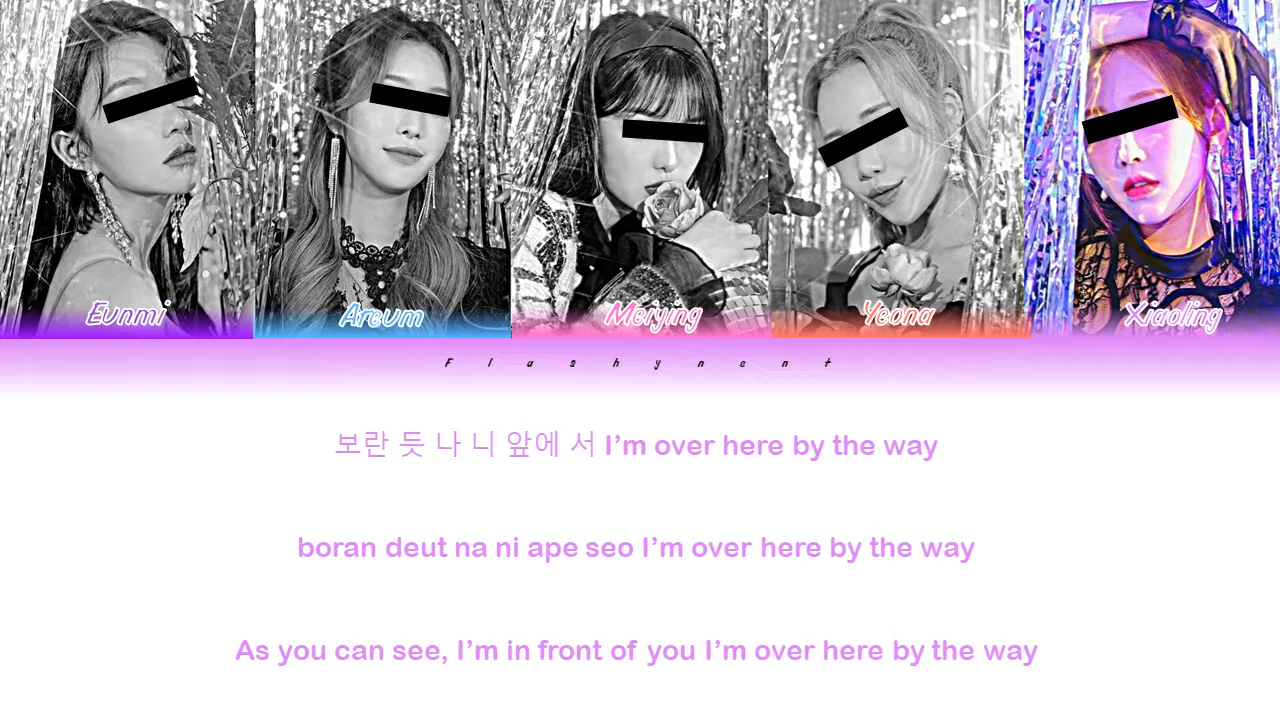 Eunmi
Areum
Meiying
Yeona
Xiaoling
Flashynent
보란 듯 나 니 앞에 서 I’m over here by the way
boran deut na ni ape seo I’m over here by the way
As you can see, I’m in front of you I’m over here by the way